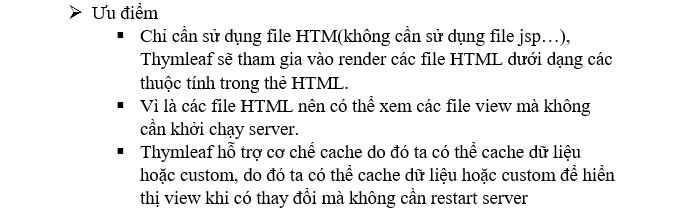 ➢ Ưu điểm
▪ Chỉ cần sử dụng file HTM(không cần sử dụng file jsp…),
Thymleaf sẽ tham gia vào render các file HTML dưới dạng các
thuộc tính trong thẻ HTML.
▪ Vì là các file HTML nên có thể xem các file view mà không
cần khởi chạy server.
▪ Thymleaf hỗ trợ cơ chế cache do đó ta có thể cache dữ liệu
hoặc custom, do đó ta có thể cache dữ liệu hoặc custom để hiển
thị view khi có thay đổi mà không cần restart server